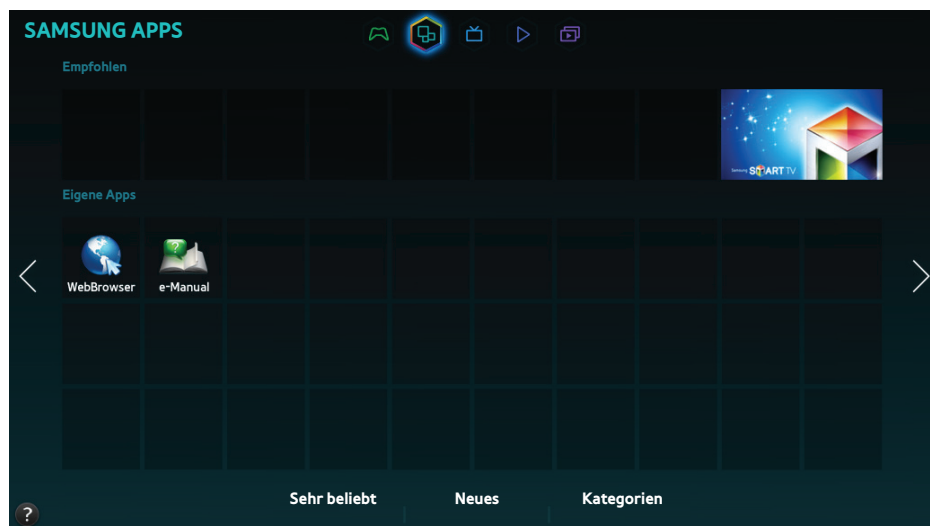 SAMSUNG APPS
Empfohlen
Samsung SMART TV
Eigene Apps
?
WebBrowser e-Manual
Sehr beliebt Neues Kategorien
?